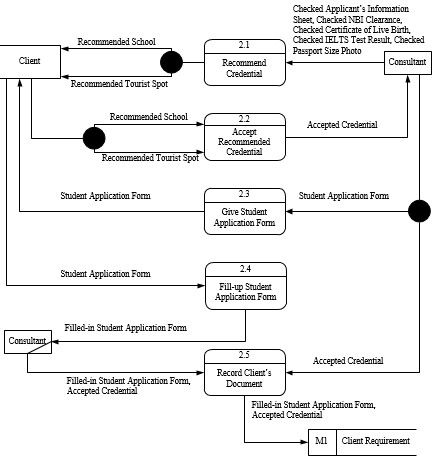 Checked Applicant's Information
Sheet, Checked NBI Clearance,
Checked Certificate of Live Birth,
Checked IELTS Test Result, Checked
Passport Size Photo
Recommended School
2.1
Recommend
Credential
Client
Consultant
Recommended Tourist Spot
Recommended School
2.2
Accept
Recommended
Credential
Accepted Credential
Recommended Tourist Spot
Student Application Form
2.3
Give Student
Application Form
Student Application Form
Student Application Form
2.4
Fill-up Student
Application Form
Filled-in Student Application Form
Consultant
2.5
Record Client's
Document
Accepted Credential
Filled-in Student Application Form,
Accepted Credential
Filled-in Student Application Form,
Accepted Credential
M1
Client Requirement